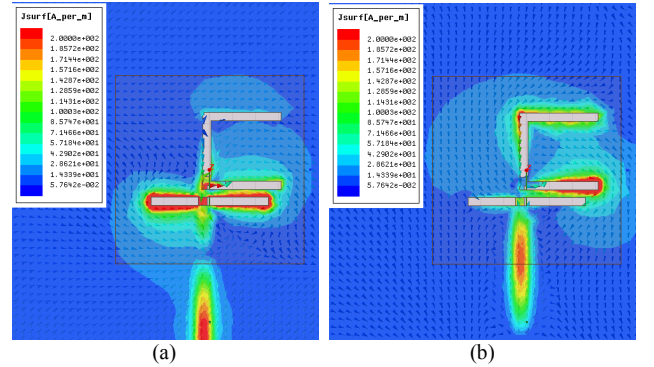 Jsurf[A_per_m]
2.0000e+002
1.8572e+002
1.7144e+002
1.5716e+002
1.4287e+002
1.2859e+002
1.1431e+002
1.0003e+002
8.5747e+001
7.1466e+001
5.7184e+001
4.2902e+001
2.8621e+001
1.4339e+001
5.7642e-002
(a)
Jsurf[A_per_m]
2.0000e+002
1.8572e+002
1.7144e+002
1.5716e+002
1.4287e+002
1.2859e+002
1.1431e+002
1.0003e+002
8.5747e+001
7.1466e+001
5.7184e+001
4.2902e+001
2.8621e+001
1.4339e+001
5.7642e-002
(b)